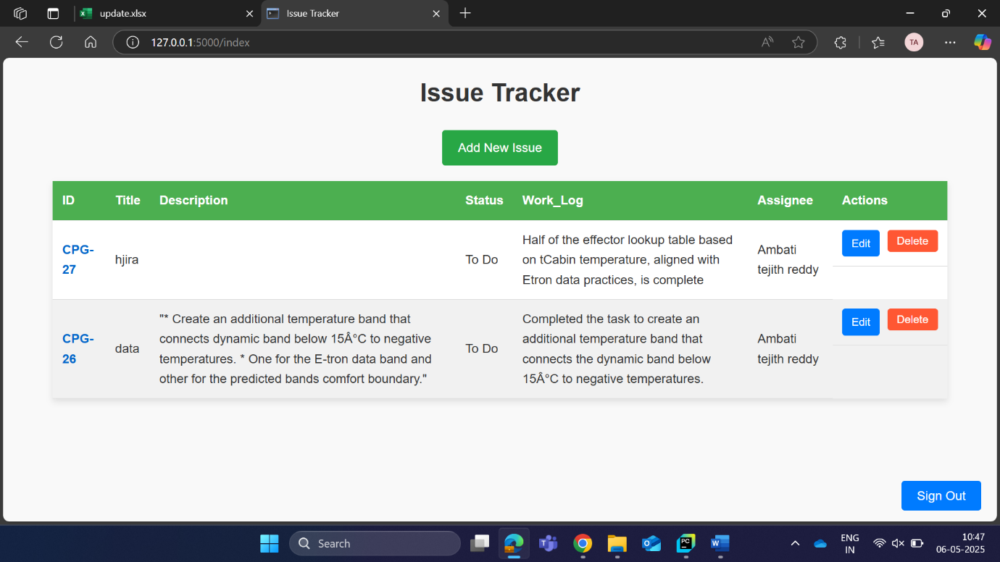 update.xlsx
Issue Tracker
127.0.0.1:5000/index
TA
Issue Tracker
Add New Issue
ID Title Description Status Work_Log Assignee Actions
CPG-
27
hjira
To Do
Half of the effector lookup table based
on tCabin temperature, aligned with
Etron data practices, is complete
Ambati
tejith reddy
Edit
Delete
CPG-
26
data
"* Create an additional temperature band that
connects dynamic band below 15Â°C to negative
temperatures. * One for the E-tron data band and
other for the predicted bands comfort boundary."
To Do
Completed the task to create an
additional temperature band that
connects the dynamic band below
15Â°C to negative temperatures.
Ambati
tejith reddy
Edit
Delete
Sign Out
Search
ENG
IN
10:47
06-05-2025